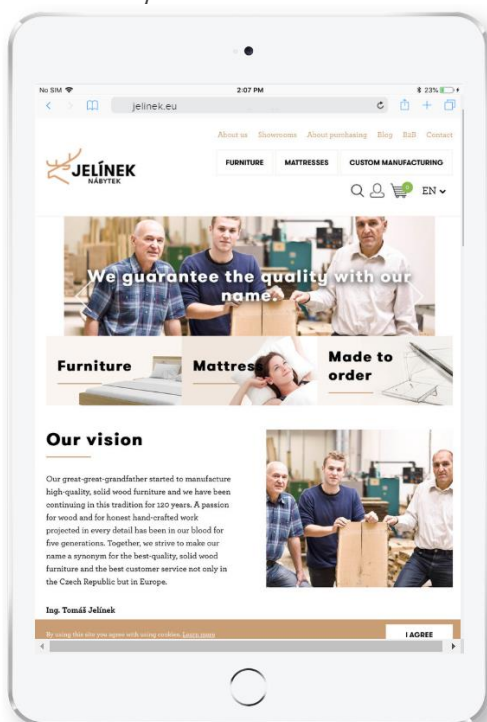 No SIM 2:07 PM 23%
jelinek.eu
About us Showrooms About purchasing Blog B2B Contact
JELÍNEK
NÁBYTEK
FURNITURE MATTRESSES CUSTOM MANUFACTURING
0 EN
We guarantee the quality with our
name.
Furniture
Mattress
Made to
order
Our vision
Our great-great-grandfather started to manufacture
high-quality, solid wood furniture and we have been
continuing in this tradition for 120 years. A passion
for wood and for honest hand-crafted work
projected in every detail has been in our blood for
five generations. Together, we strive to make our
name a synonym for the best-quality, solid wood
furniture and the best customer service not only in
the Czech Republic but in Europe.
Ing. Tomáš Jelínek
By using this site you agree with using cookies. Learn more
I AGREE